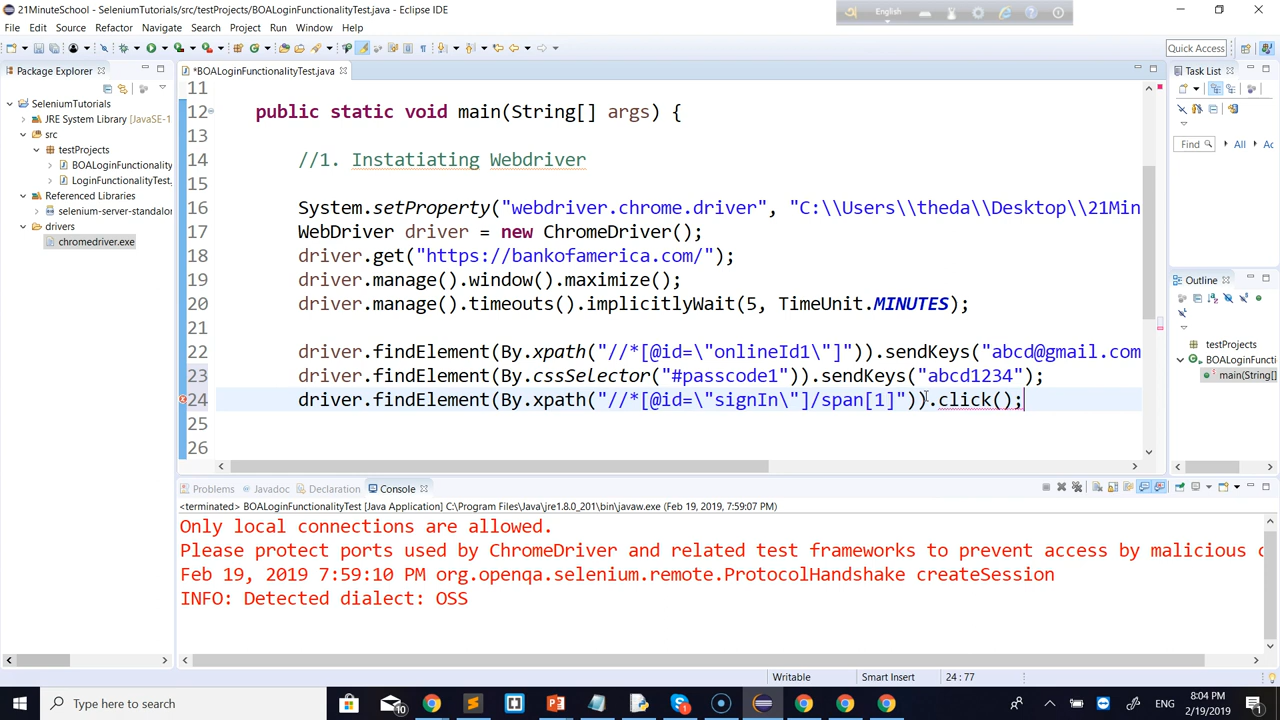 21MinuteSchool - SeleniumTutorials/src/testProjects/BOALoginFunctionalityTest.java - Eclipse IDE
English
File Edit Source Refactor Navigate Search Project Run Window Help
Quick Access
Package Explorer
*BOALoginFunctionalityTest.java
Task List
SeleniumTutorials
JRE System Library [JavaSE-1
src
testProjects
BOALoginFunctionality
LoginFunctionalityTest.
Referenced Libraries
selenium-server-standalo
drivers
chromedriver.exe
11
12 public static void main(String[] args) {
13
14 //1. Instatiating Webdriver
15
16 System.setProperty("webdriver.chrome.driver", "C:\\Users\\theda\\Desktop\\21Min
17 WebDriver driver = new ChromeDriver();
18 driver.get("https://bankofamerica.com/");
19 driver.manage().window().maximize();
20 driver.manage().timeouts().implicitlyWait(5, TimeUnit.MINUTES);
21
22 driver.findElement(By.xpath("//*[@id=\"onlineId1\"]")).sendKeys("abcd@gmail.com
23 driver.findElement(By.cssSelector("#passcode1")).sendKeys("abcd1234");
24 driver.findElement(By.xpath("//*[@id=\"signIn\"]/span[1]")).click();
25
26
Find All Ac
Outline
testProjects
BOALoginFuncti
main(String[]
Problems Javadoc Declaration Console
<terminated> BOALoginFunctionalityTest [Java Application] C:\Program Files\Java\jre1.8.0_201\bin\javaw.exe (Feb 19, 2019 7:59:07 PM)
Only local connections are allowed.
Please protect ports used by ChromeDriver and related test frameworks to prevent access by malicious c
Feb 19, 2019 7:59:10 PM org.openqa.selenium.remote.ProtocolHandshake createSession
INFO: Detected dialect: OSS
Writable Smart Insert 24 : 77
Type here to search
10
ENG
8:04 PM
2/19/2019
1